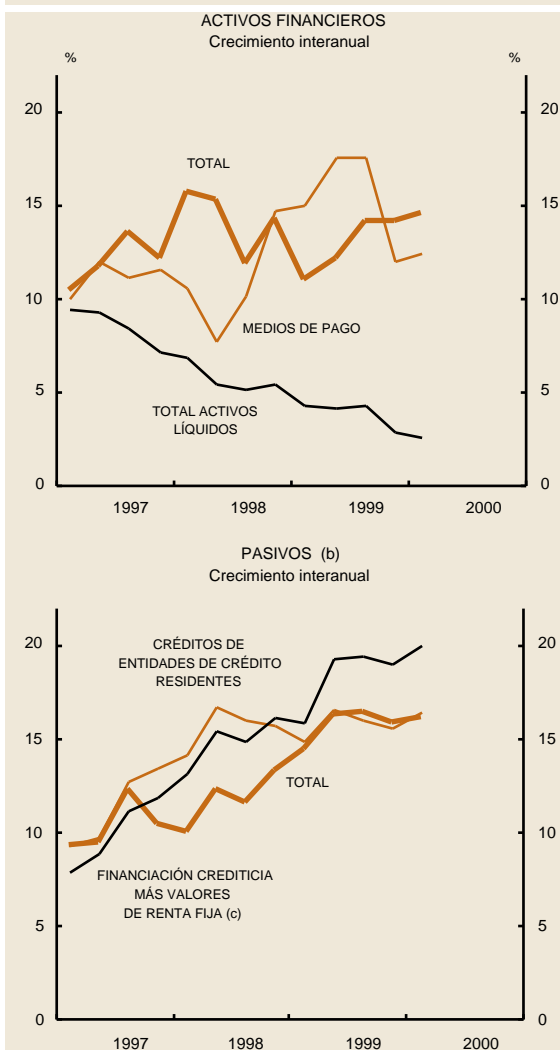 ACTIVOS FINANCIEROS
Crecimiento interanual
% %
20 20
TOTAL
15 15
10 10
MEDIOS DE PAGO
5 5
TOTAL ACTIVOS
LÍQUIDOS
0 0
1997 1998 1999 2000
PASIVOS (b)
Crecimiento interanual
20 20
CRÉDITOS DE
ENTIDADES DE CRÉDITO
RESIDENTES
15 15
TOTAL
10 10
FINANCIACIÓN CREDITICIA
MÁS VALORES
DE RENTA FIJA (c)
5 5
0 0
1997 1998 1999 2000